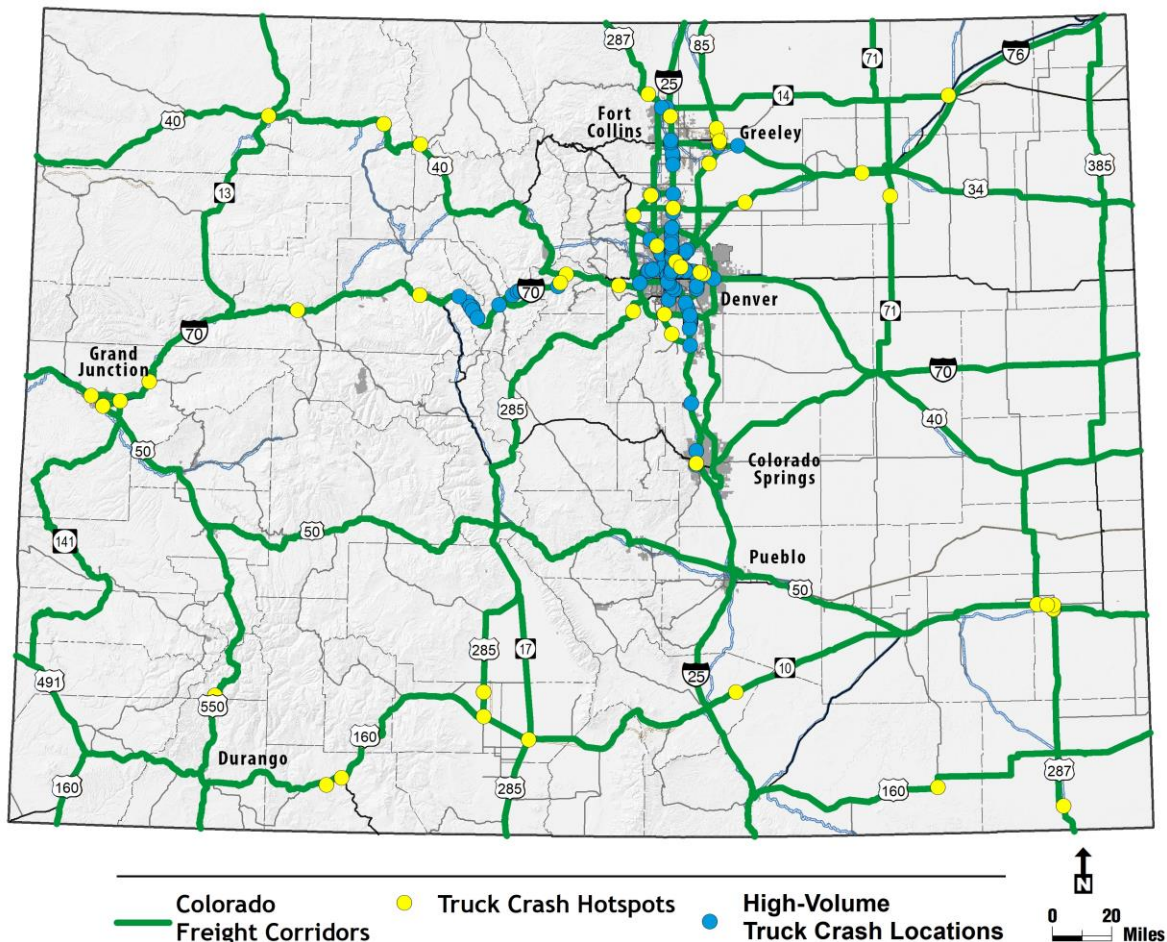 287
85
71
76
25
14
40
Fort
Collins
Greeley
385
40
13
34
70
Denver
71
70
Grand
Junction
70
285
40
50
Colorado
Springs
50
141
Pueblo
50
285
17
10
491
25
550
160
Durango
160
160
285
287
N
Colorado
Freight Corridors
Truck Crash Hotspots
High-Volume
Truck Crash Locations
0 20
Miles